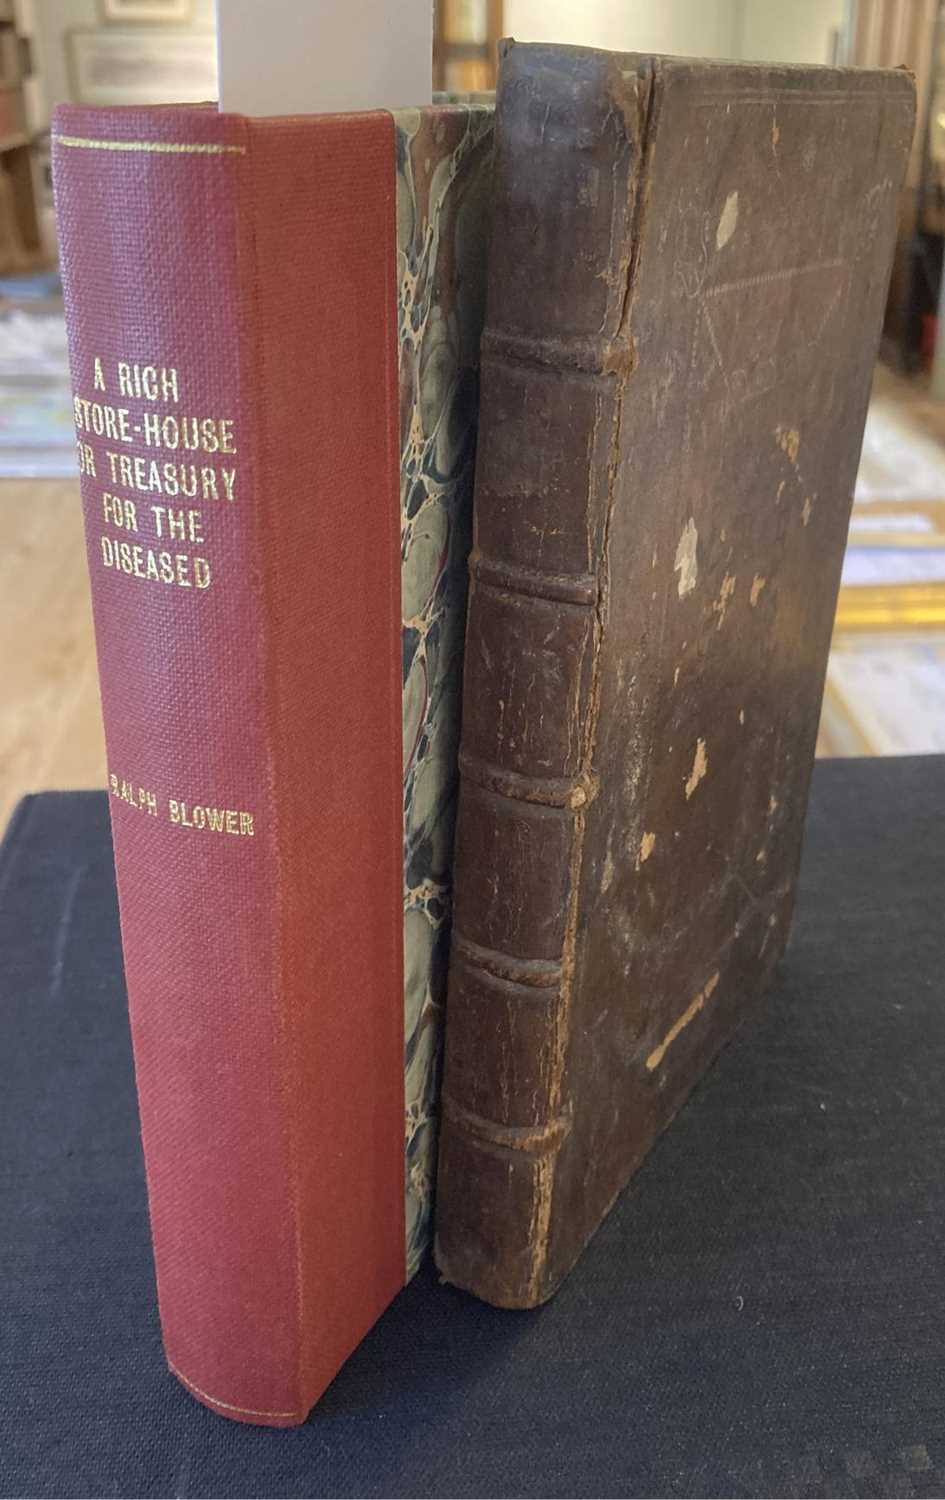 A RICH
STORE-HOUSE
OR TREASURY
FOR THE
DISEASED
RALPH BLOWER